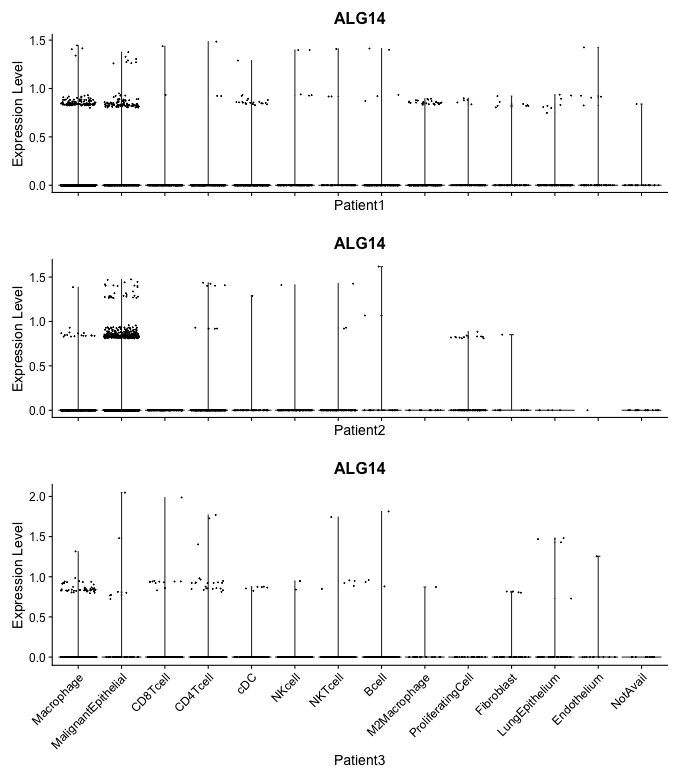 ALG14
Expression Level
1.5
1.0
0.5
0.0
Patient1
ALG14
Expression Level
1.5
1.0
0.5
0.0
Patient2
ALG14
Expression Level
2.0
1.5
1.0
0.5
0.0
Macrophage
MalignantEpithelial
CD8Tcell
CD4Tcell
cDC
NKcell
NKTcell
Bcell
M2Macrophage
ProliferatingCell
Fibroblast
LungEpithelium
Endothelium
NotAvail
Patient3